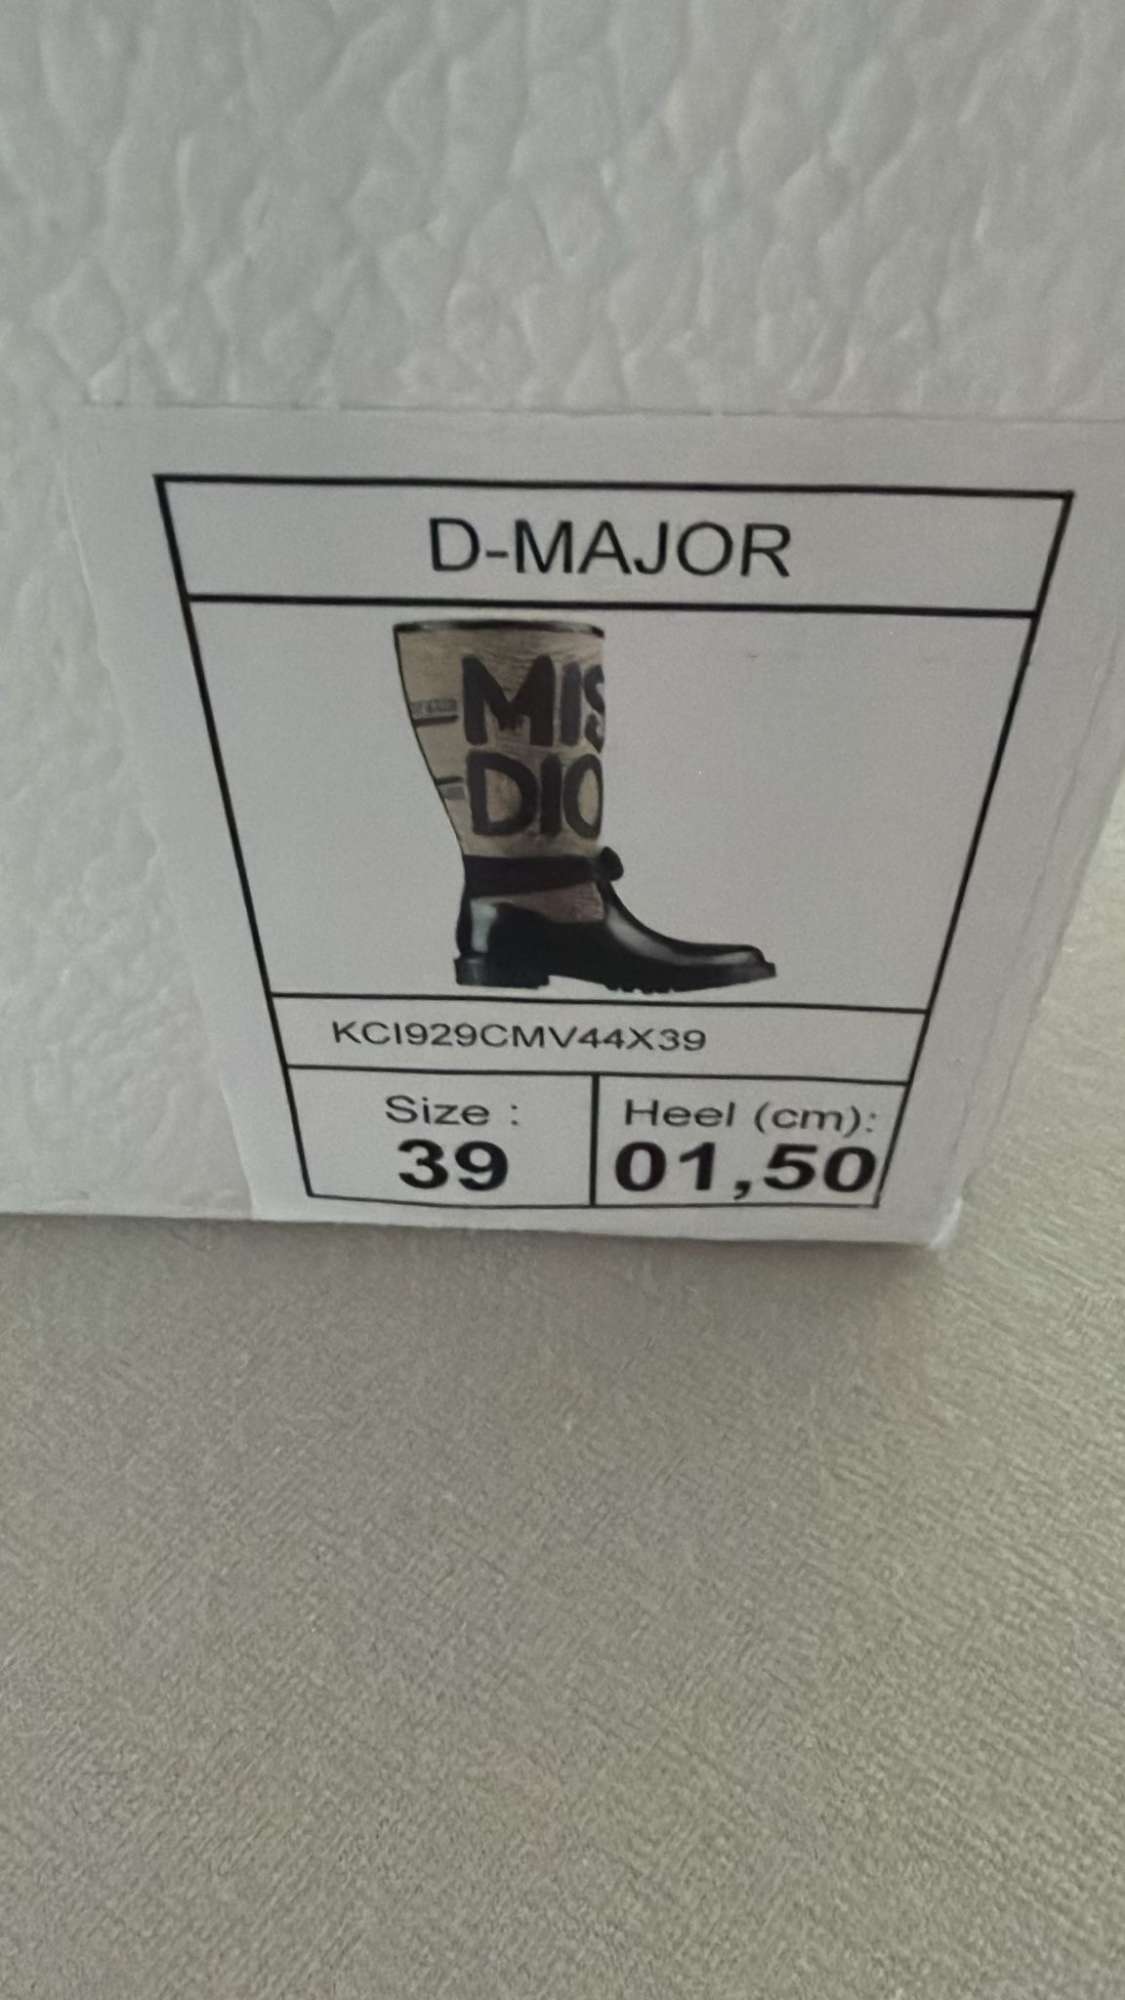 D-MAJOR
MIS
DIO
KCI929CMV44X39
Size :
39
Heel (cm):
01,50